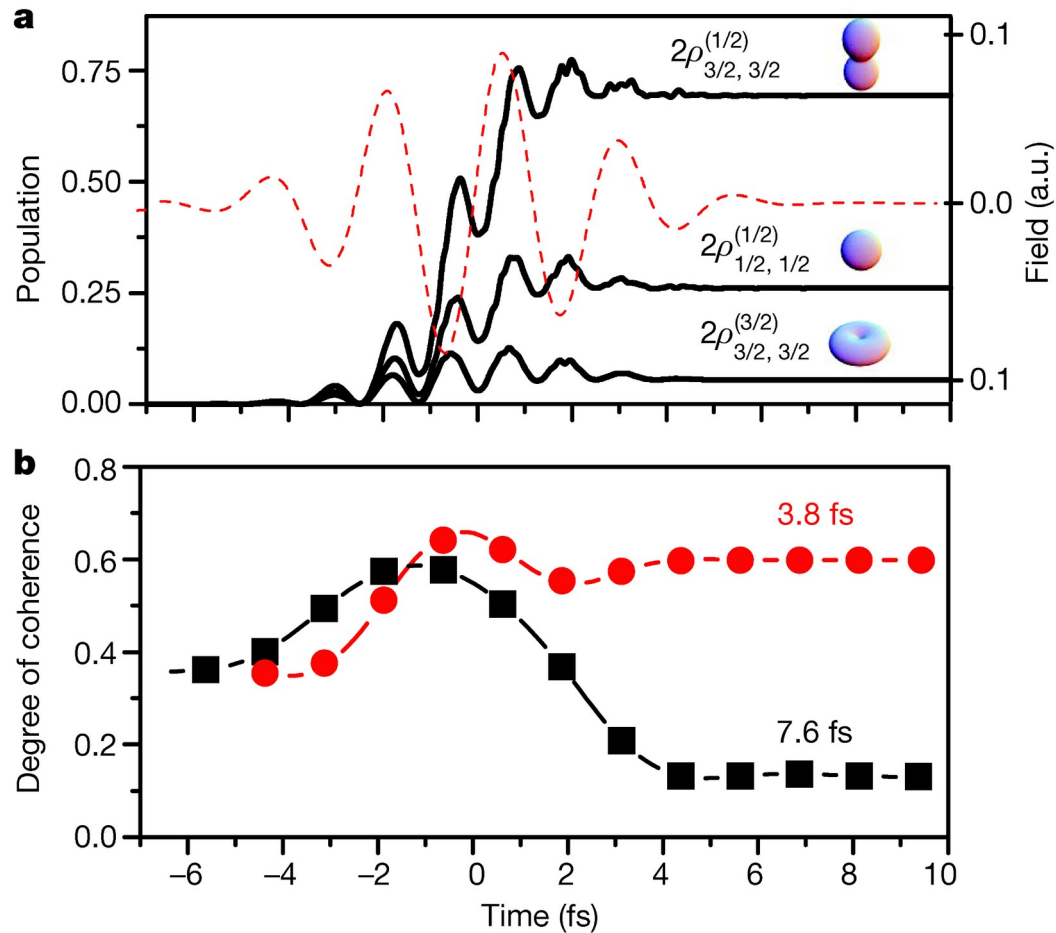 a
0.75
0.50
0.25
0.00
Population
0.1
0.0
0.1
Field (a.u.)
2ρ(1/2)3/2, 3/2
2ρ(1/2)1/2, 1/2
2ρ(3/2)3/2, 3/2
b
0.8
0.6
0.4
0.2
0.0
Degree of coherence
3.8 fs
7.6 fs
–6 –4 –2 0 2 4 6 8 10
Time (fs)